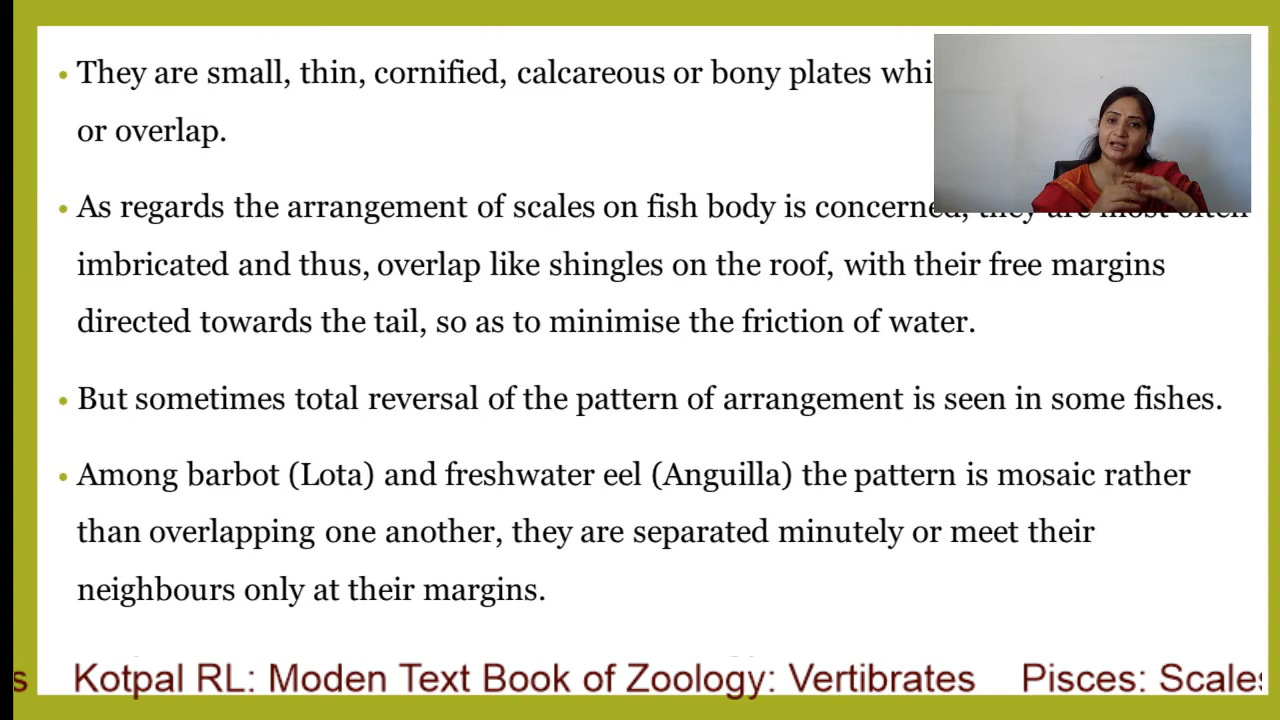 • They are small, thin, cornified, calcareous or bony plates
or overlap.
• As regards the arrangement of scales on fish body is concerned, they are most often
imbricated and thus, overlap like shingles on the roof, with their free margins
directed towards the tail, so as to minimise the friction of water.
• But sometimes total reversal of the pattern of arrangement is seen in some fishes.
• Among barbot (Lota) and freshwater eel (Anguilla) the pattern is mosaic rather
than overlapping one another, they are separated minutely or meet their
neighbours only at their margins.
Kotpal RL: Moden Text Book of Zoology: Vertibrates Pisces: Scales